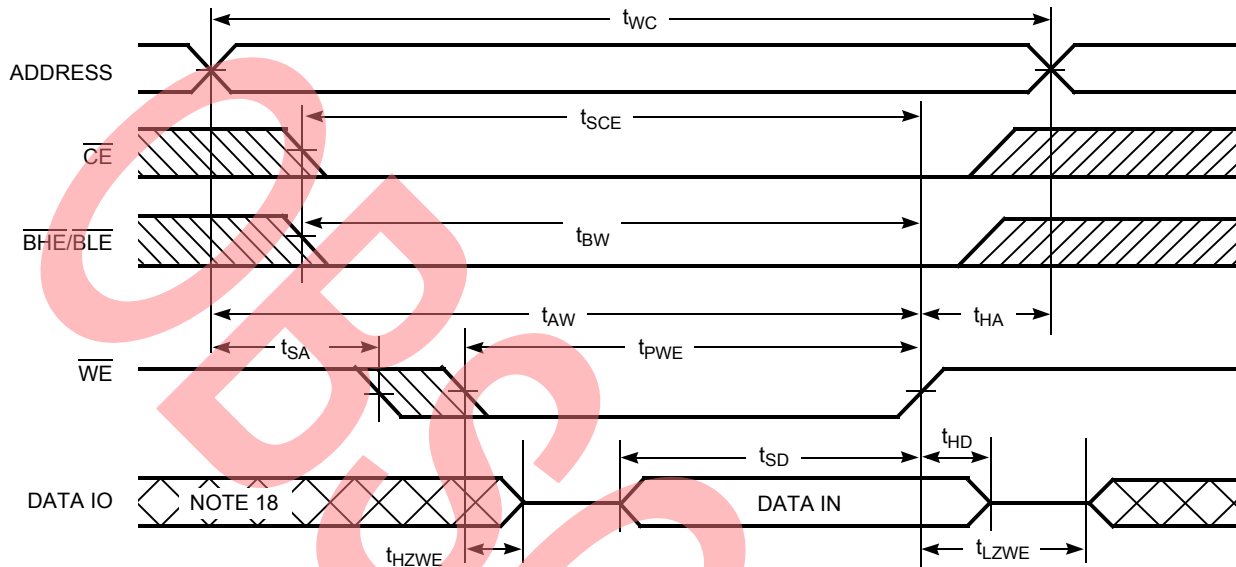 tWC
ADDRESS
tSCE
CE
BHE/BLE
tBW
tAW
tHA
tSA
tPWE
WE
tHD
tSD
DATA IO
NOTE 18
DATA IN
tHZWE
tLZWE
OBS